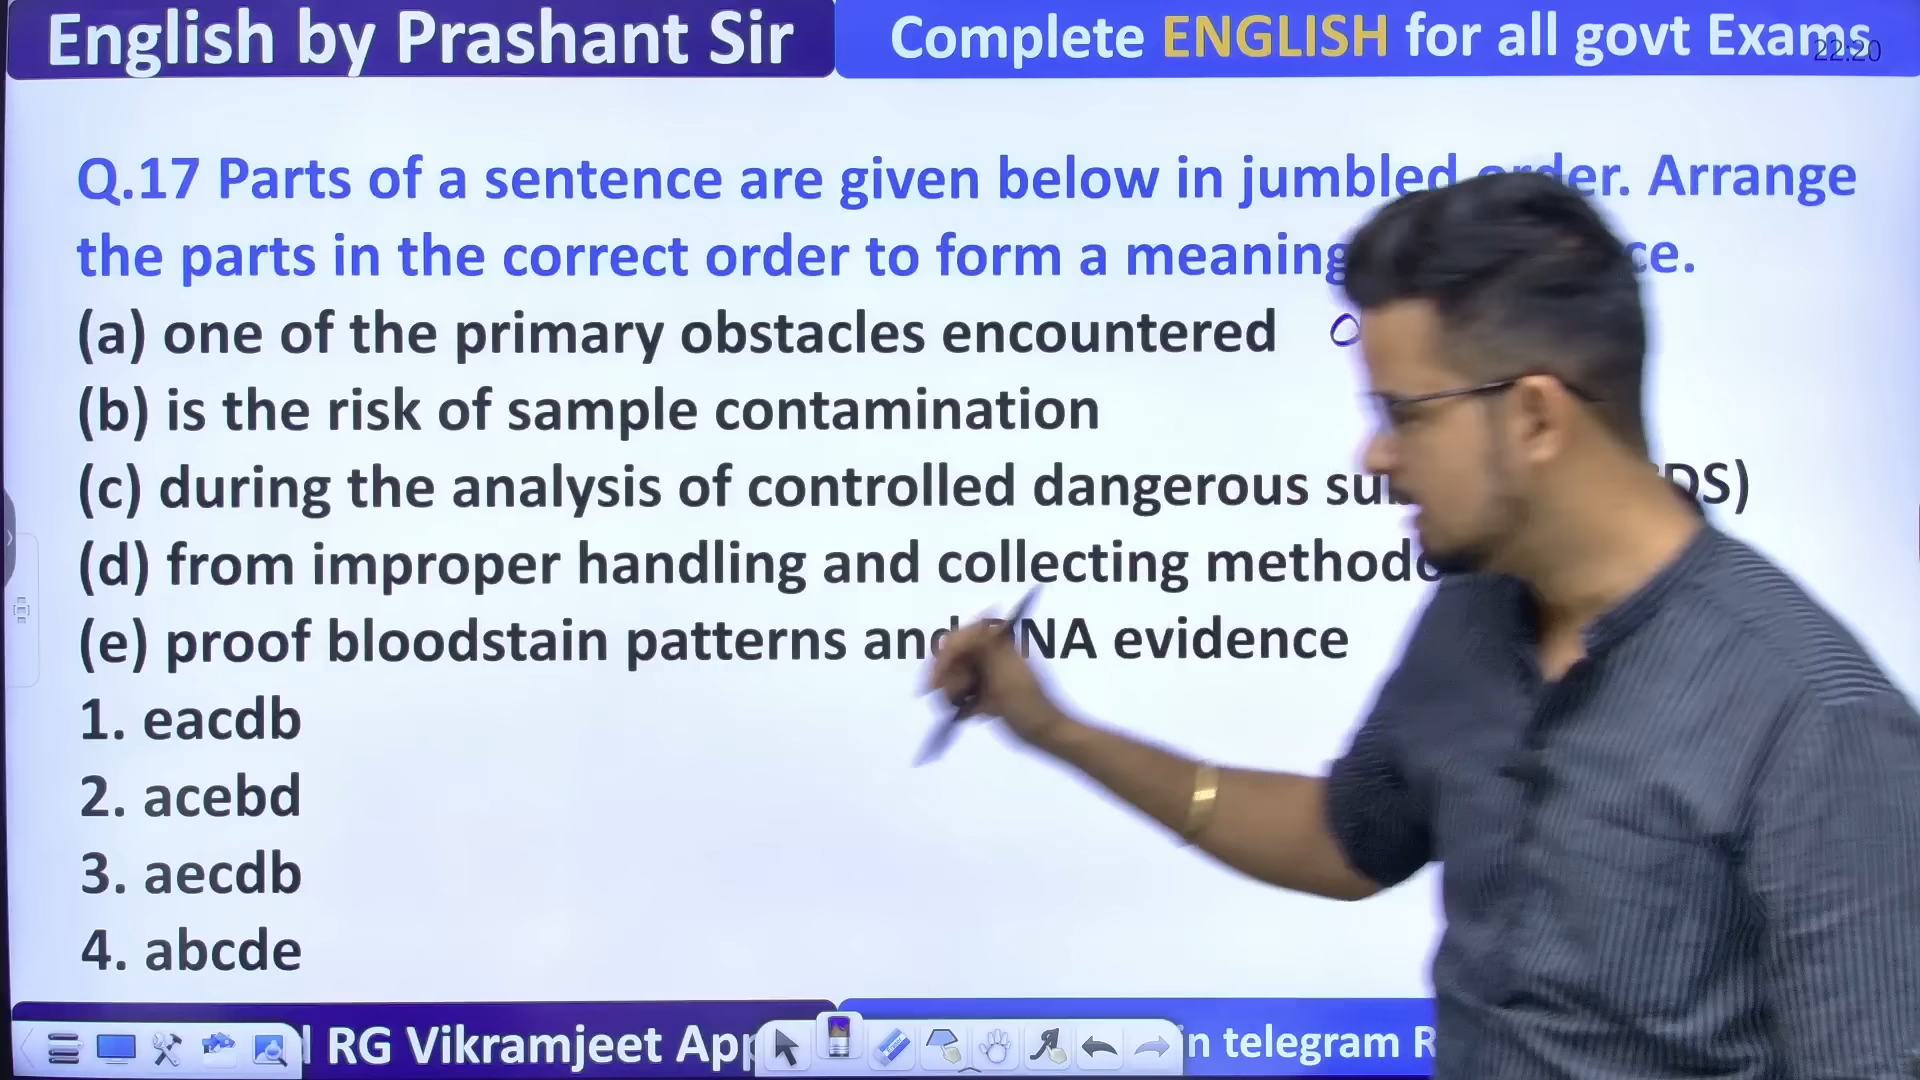 English by Prashant Sir
Complete ENGLISH for all govt Exams
22:20
Q.17 Parts of a sentence are given below in jumbled order. Arrange
the parts in the correct order to form a
(a) one of the primary obstacles encountered
(b) is the risk of sample contamination
(c) during the analysis of controlled dangerous
(d) from improper handling and collecting
(e) proof bloodstain patterns and DNA evidence
1. eacdb
2. acebd
3. aecdb
4. abcde
RG Vikramjeet App
in telegram